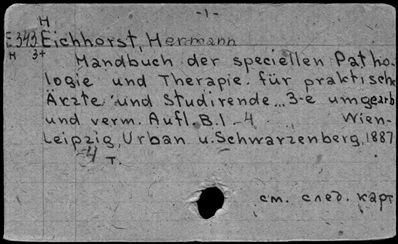 -1-
H
E 343 Eichhorst, Hermann
H 3+
Handbuch der speciellen Patho-
logie und Therapie für praktische
Ärzte und Studirende... 3-e umgearb
und verm. Aufl. B. 1-4 Wien-
Leipzig, Urban u. Schwarzenberg, 1887
4 т.
см. след. карт